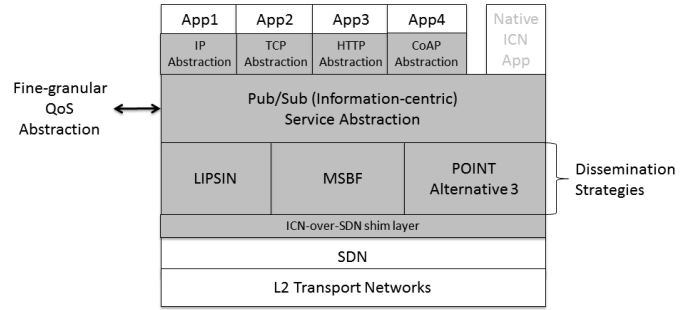 App1 App2 App3 App4
Native
ICN
App
IP
Abstraction
TCP
Abstraction
HTTP
Abstraction
CoAP
Abstraction
Fine-granular
QoS
Abstraction
Pub/Sub (Information-centric)
Service Abstraction
LIPSIN
MSBF
POINT
Alternative 3
Dissemination
Strategies
ICN-over-SDN shim layer
SDN
L2 Transport Networks